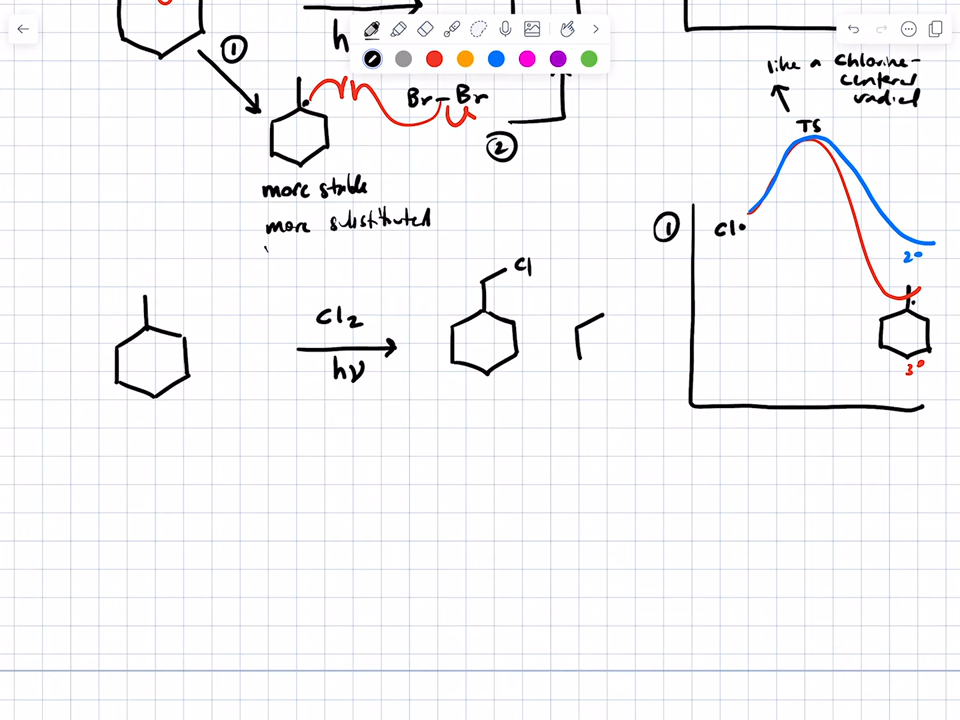 h
①
Br-Br
②
more stable
more substituted
like a chlorine-
centered
radical
TS
①
Cl•
2°
3°
Cl₂
hν
Cl